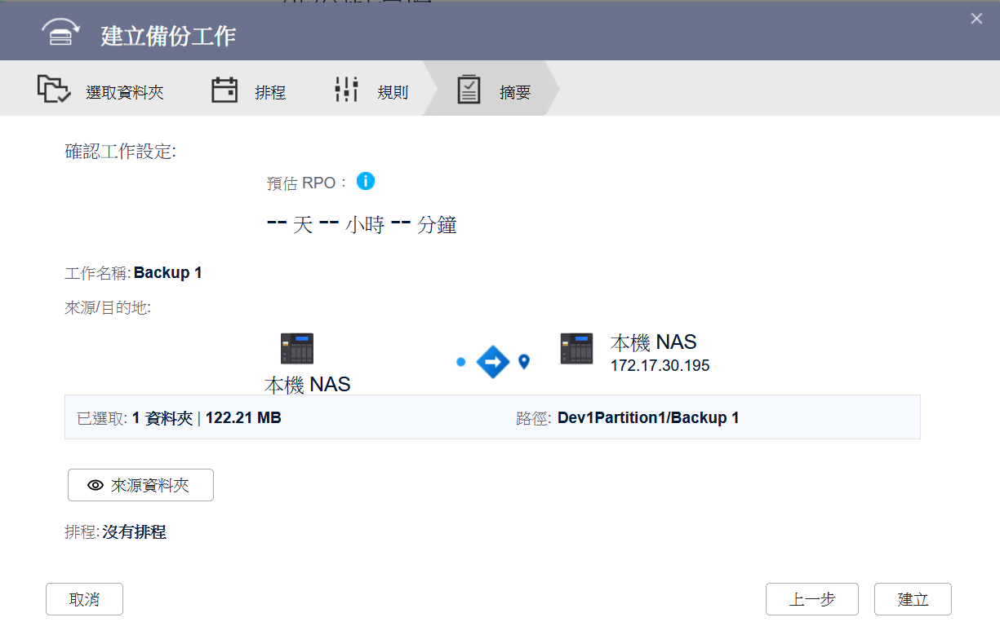 建立備份工作
選取資料夾
排程
規則
摘要
確認工作設定:
預估 RPO：
-- 天 -- 小時 -- 分鐘
工作名稱: Backup 1
來源/目的地:
本機 NAS
本機 NAS
172.17.30.195
已選取: 1 資料夾 | 122.21 MB
路徑: Dev1Partition1/Backup 1
來源資料夾
排程: 沒有排程
取消
上一步
建立